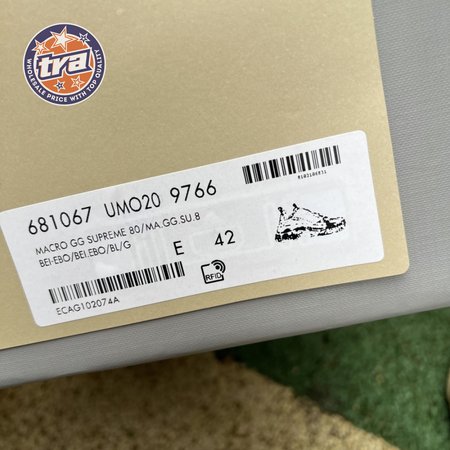 WHOLESALE PRICE WITH TOP QUALITY
tra
681067 UMO20 9766
MACRO GG SUPREME 80/MA.GG.SU.8
BEI-EBO/BEI.EBO/BL/G
E 42
ECAG102074A
RFID